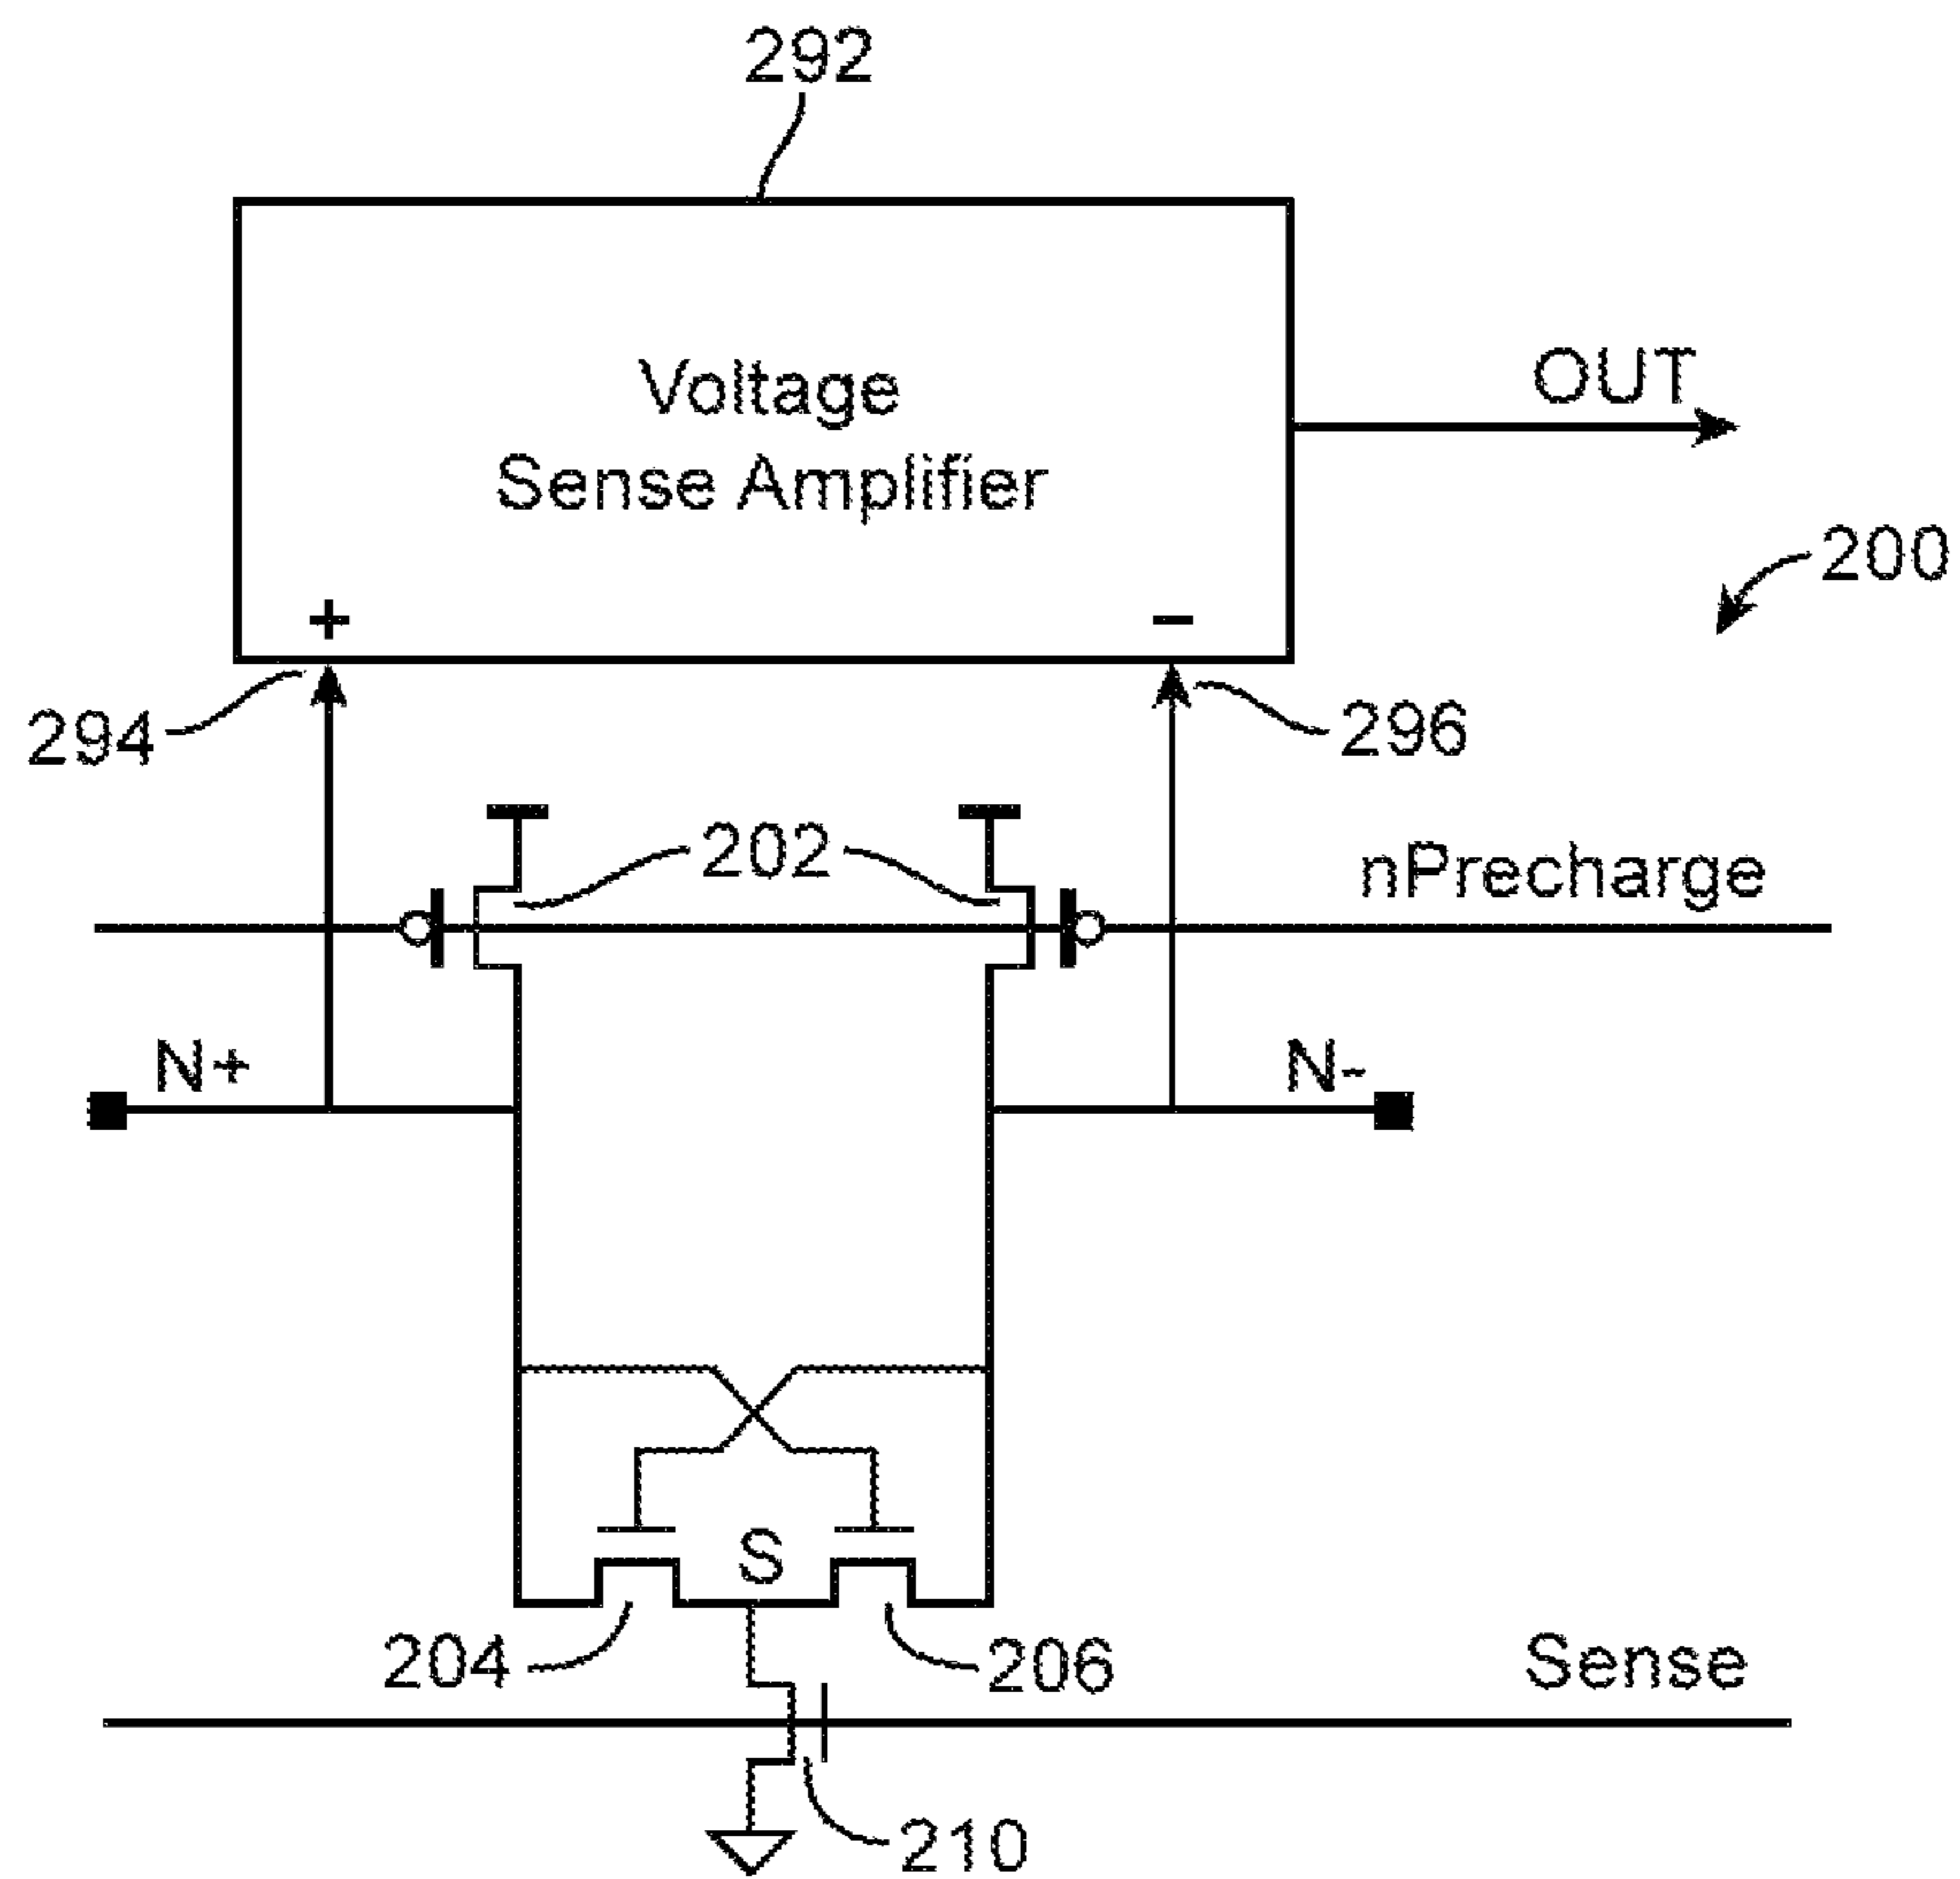 292
Voltage
Sense Amplifier
OUT
200
+
−
294
296
202
nPrecharge
N+
N-
S
204
206
Sense
210